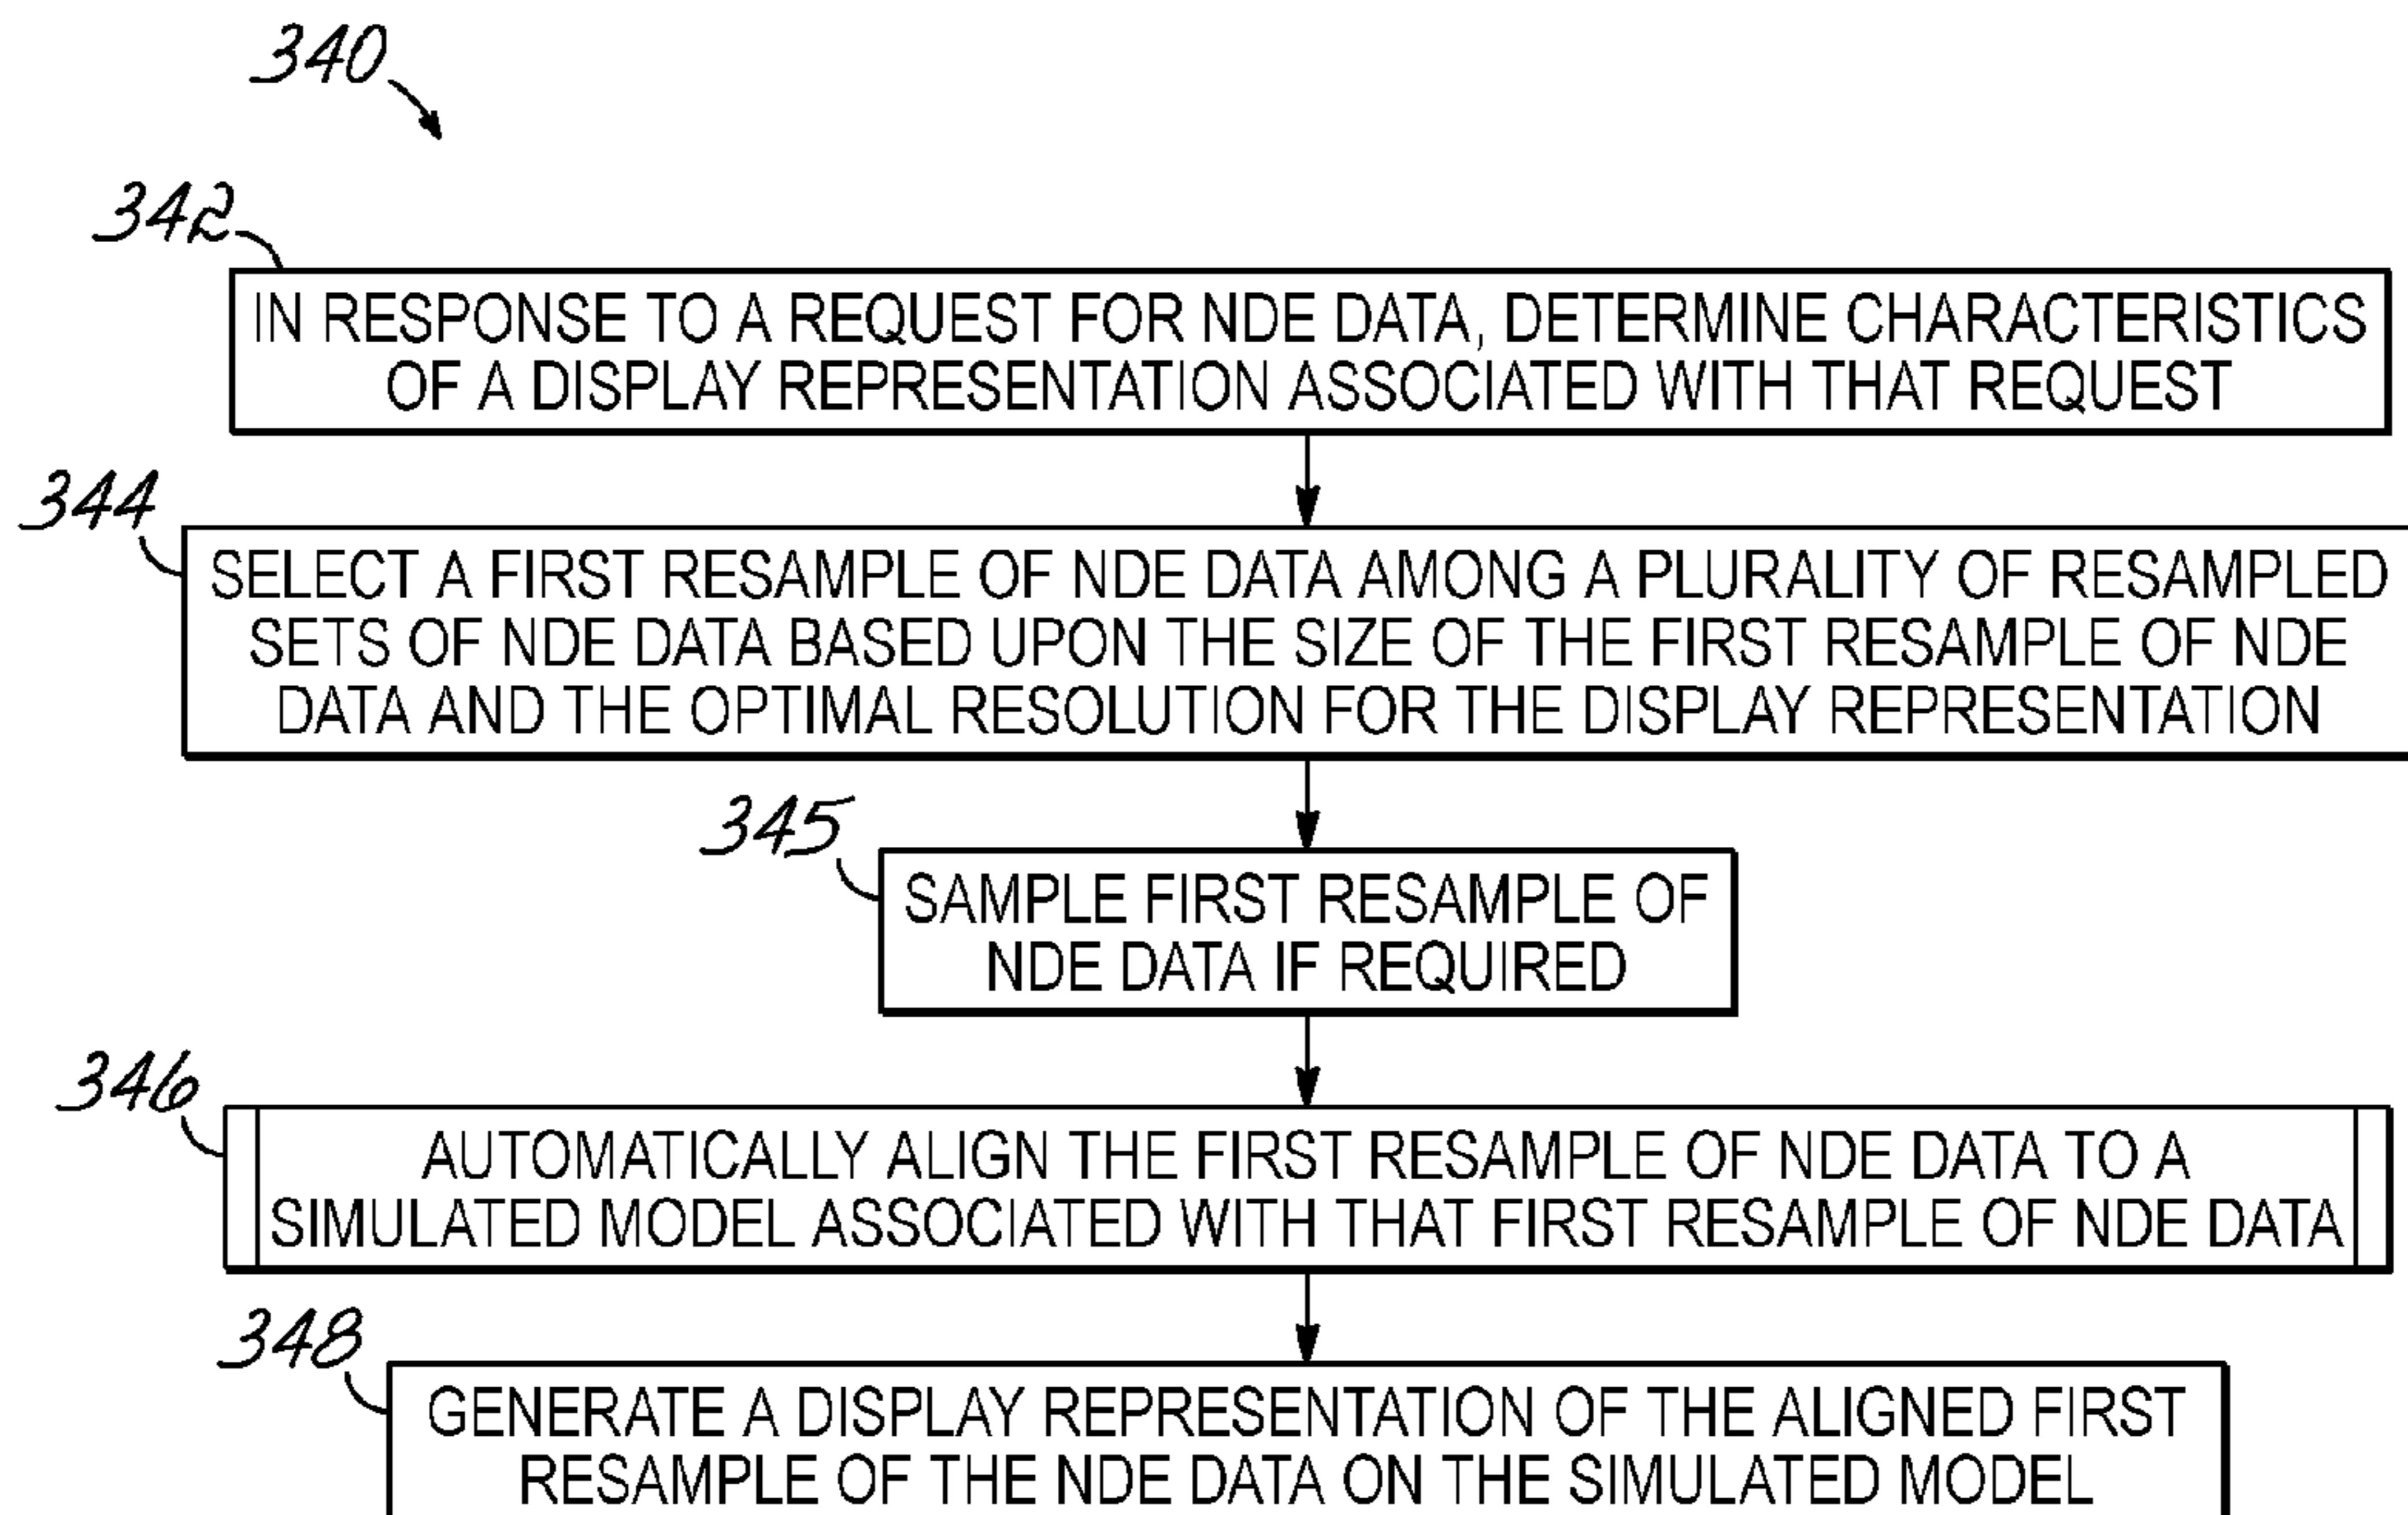 340
342
IN RESPONSE TO A REQUEST FOR NDE DATA, DETERMINE CHARACTERISTICS
OF A DISPLAY REPRESENTATION ASSOCIATED WITH THAT REQUEST
344
SELECT A FIRST RESAMPLE OF NDE DATA AMONG A PLURALITY OF RESAMPLED
SETS OF NDE DATA BASED UPON THE SIZE OF THE FIRST RESAMPLE OF NDE
DATA AND THE OPTIMAL RESOLUTION FOR THE DISPLAY REPRESENTATION
345
SAMPLE FIRST RESAMPLE OF
NDE DATA IF REQUIRED
346
AUTOMATICALLY ALIGN THE FIRST RESAMPLE OF NDE DATA TO A
SIMULATED MODEL ASSOCIATED WITH THAT FIRST RESAMPLE OF NDE DATA
348
GENERATE A DISPLAY REPRESENTATION OF THE ALIGNED FIRST
RESAMPLE OF THE NDE DATA ON THE SIMULATED MODEL